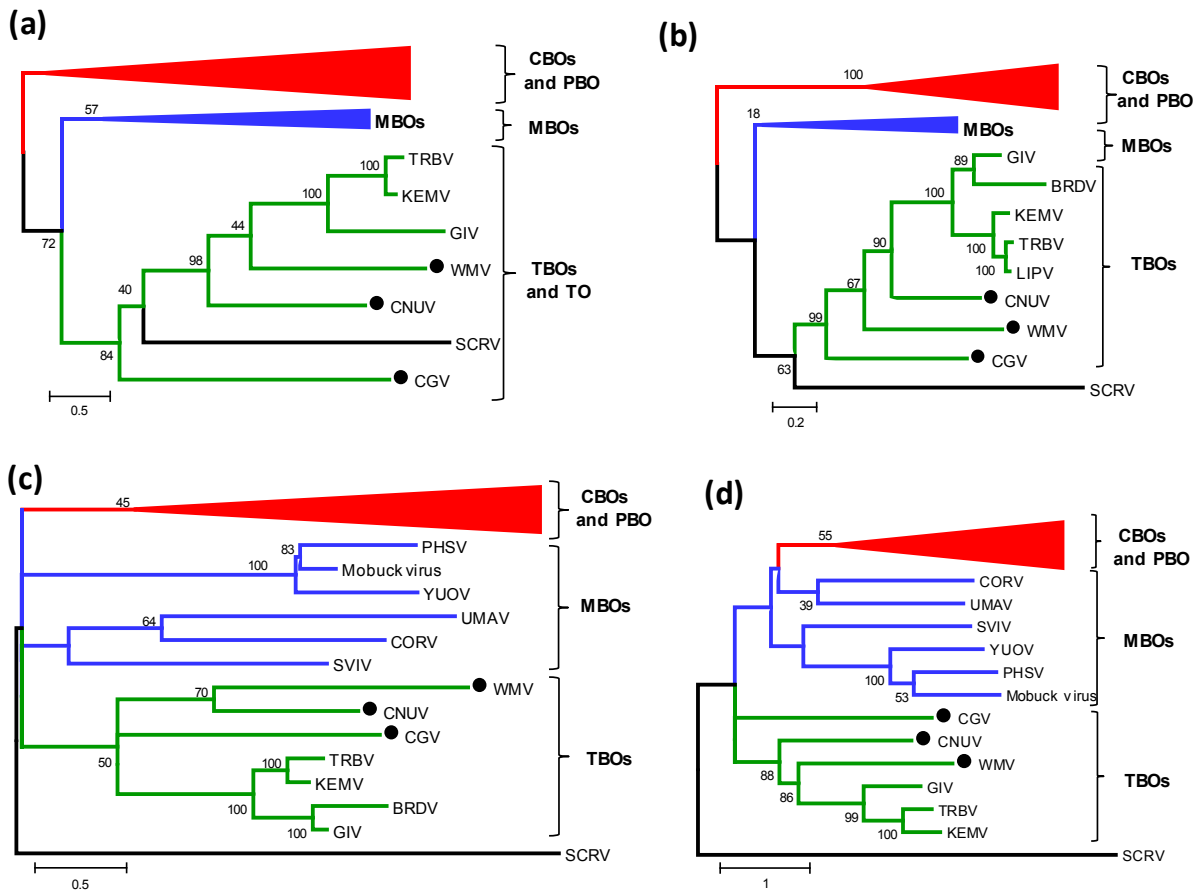 (a)
CBOs
and PBO
57
MBOs
MBOs
TRBV
100
KEMV
100
GIV
44
WMV
98
TBOs
and TO
72
40
CNUV
SCRV
84
CGV
0.5
(b)
100
CBOs
and PBO
18
MBOs
MBOs
GIV
89
BRDV
100
KEMV
100
TRBV
TBOs
90
100
LIPV
67
CNUV
99
WMV
CGV
63
SCRV
0.2
(c)
45
CBOs
and PBO
PHSV
83
100
Mobuck virus
YUOV
MBOs
UMAV
64
CORV
SVIV
WMV
70
CNUV
CGV
50
TBOs
TRBV
100
KEMV
100
BRDV
100
GIV
SCRV
0.5
(d)
55
CBOs
and PBO
CORV
39
UMAV
MBOs
SVIV
YUOV
100
PHSV
53
Mobuck virus
CGV
CNUV
88
WMV
TBOs
86
GIV
99
TRBV
100
KEMV
SCRV
1